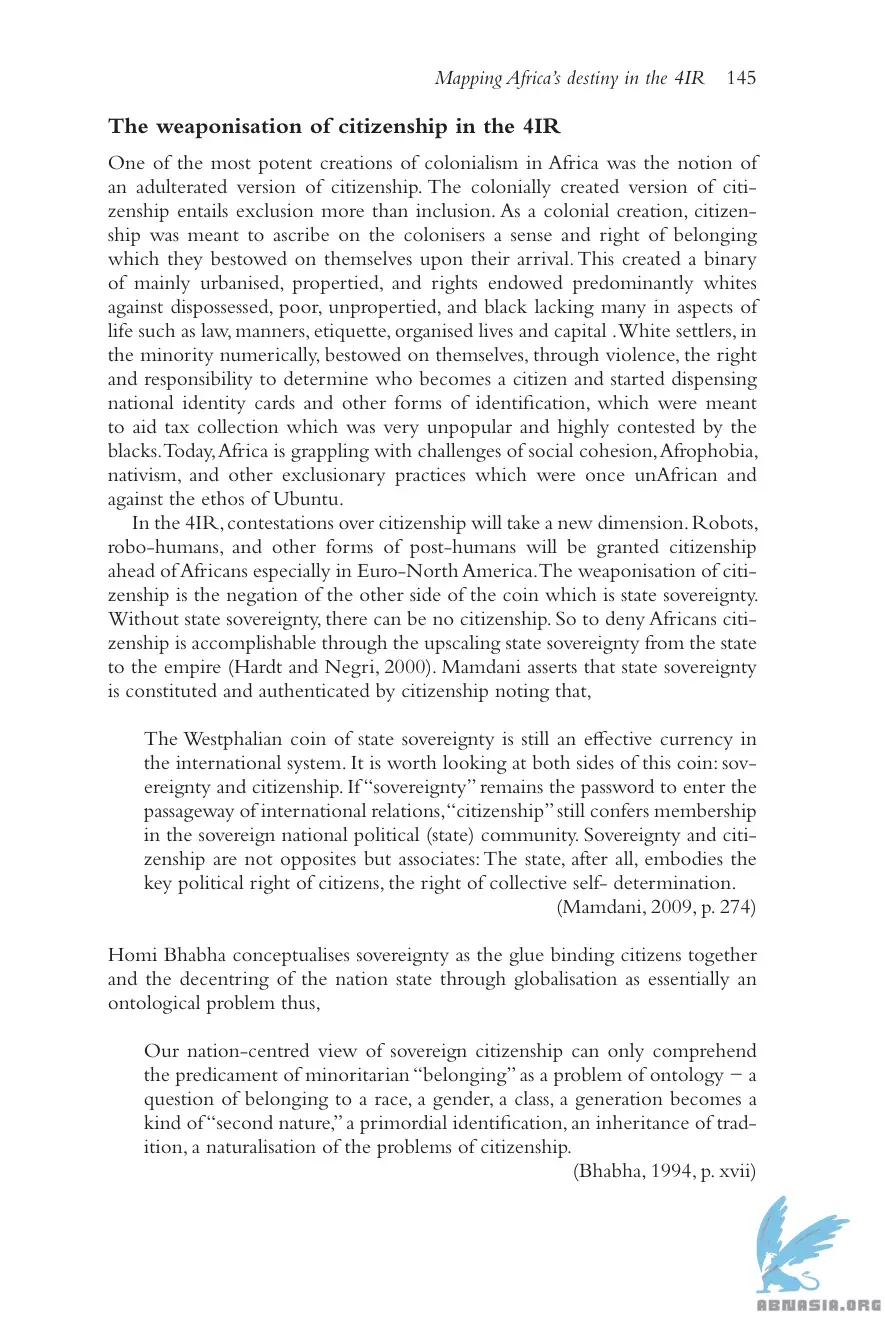 Mapping Africa’s destiny in the 4IR 145
The weaponisation of citizenship in the 4IR
One of the most potent creations of colonialism in Africa was the notion of
an adulterated version of citizenship. The colonially created version of citi-
zenship entails exclusion more than inclusion. As a colonial creation, citizen-
ship was meant to ascribe on the colonisers a sense and right of belonging
which they bestowed on themselves upon their arrival. This created a binary
of mainly urbanised, propertied, and rights endowed predominantly whites
against dispossessed, poor, unpropertied, and black lacking many in aspects of
life such as law, manners, etiquette, organised lives and capital . White settlers, in
the minority numerically, bestowed on themselves, through violence, the right
and responsibility to determine who becomes a citizen and started dispensing
national identity cards and other forms of identification, which were meant
to aid tax collection which was very unpopular and highly contested by the
blacks. Today, Africa is grappling with challenges of social cohesion, Afrophobia,
nativism, and other exclusionary practices which were once unAfrican and
against the ethos of Ubuntu.
In the 4IR, contestations over citizenship will take a new dimension. Robots,
robo-humans, and other forms of post-humans will be granted citizenship
ahead of Africans especially in Euro-North America. The weaponisation of citi-
zenship is the negation of the other side of the coin which is state sovereignty.
Without state sovereignty, there can be no citizenship. So to deny Africans citi-
zenship is accomplishable through the upscaling state sovereignty from the state
to the empire (Hardt and Negri, 2000). Mamdani asserts that state sovereignty
is constituted and authenticated by citizenship noting that,
The Westphalian coin of state sovereignty is still an effective currency in
the international system. It is worth looking at both sides of this coin: sov-
ereignty and citizenship. If “sovereignty” remains the password to enter the
passageway of international relations, “citizenship” still confers membership
in the sovereign national political (state) community. Sovereignty and citi-
zenship are not opposites but associates: The state, after all, embodies the
key political right of citizens, the right of collective self- determination.
(Mamdani, 2009, p. 274)
Homi Bhabha conceptualises sovereignty as the glue binding citizens together
and the decentring of the nation state through globalisation as essentially an
ontological problem thus,
Our nation-centred view of sovereign citizenship can only comprehend
the predicament of minoritarian “belonging” as a problem of ontology – a
question of belonging to a race, a gender, a class, a generation becomes a
kind of “second nature,” a primordial identification, an inheritance of trad-
ition, a naturalisation of the problems of citizenship.
(Bhabha, 1994, p. xvii)
ABNASIA.ORG